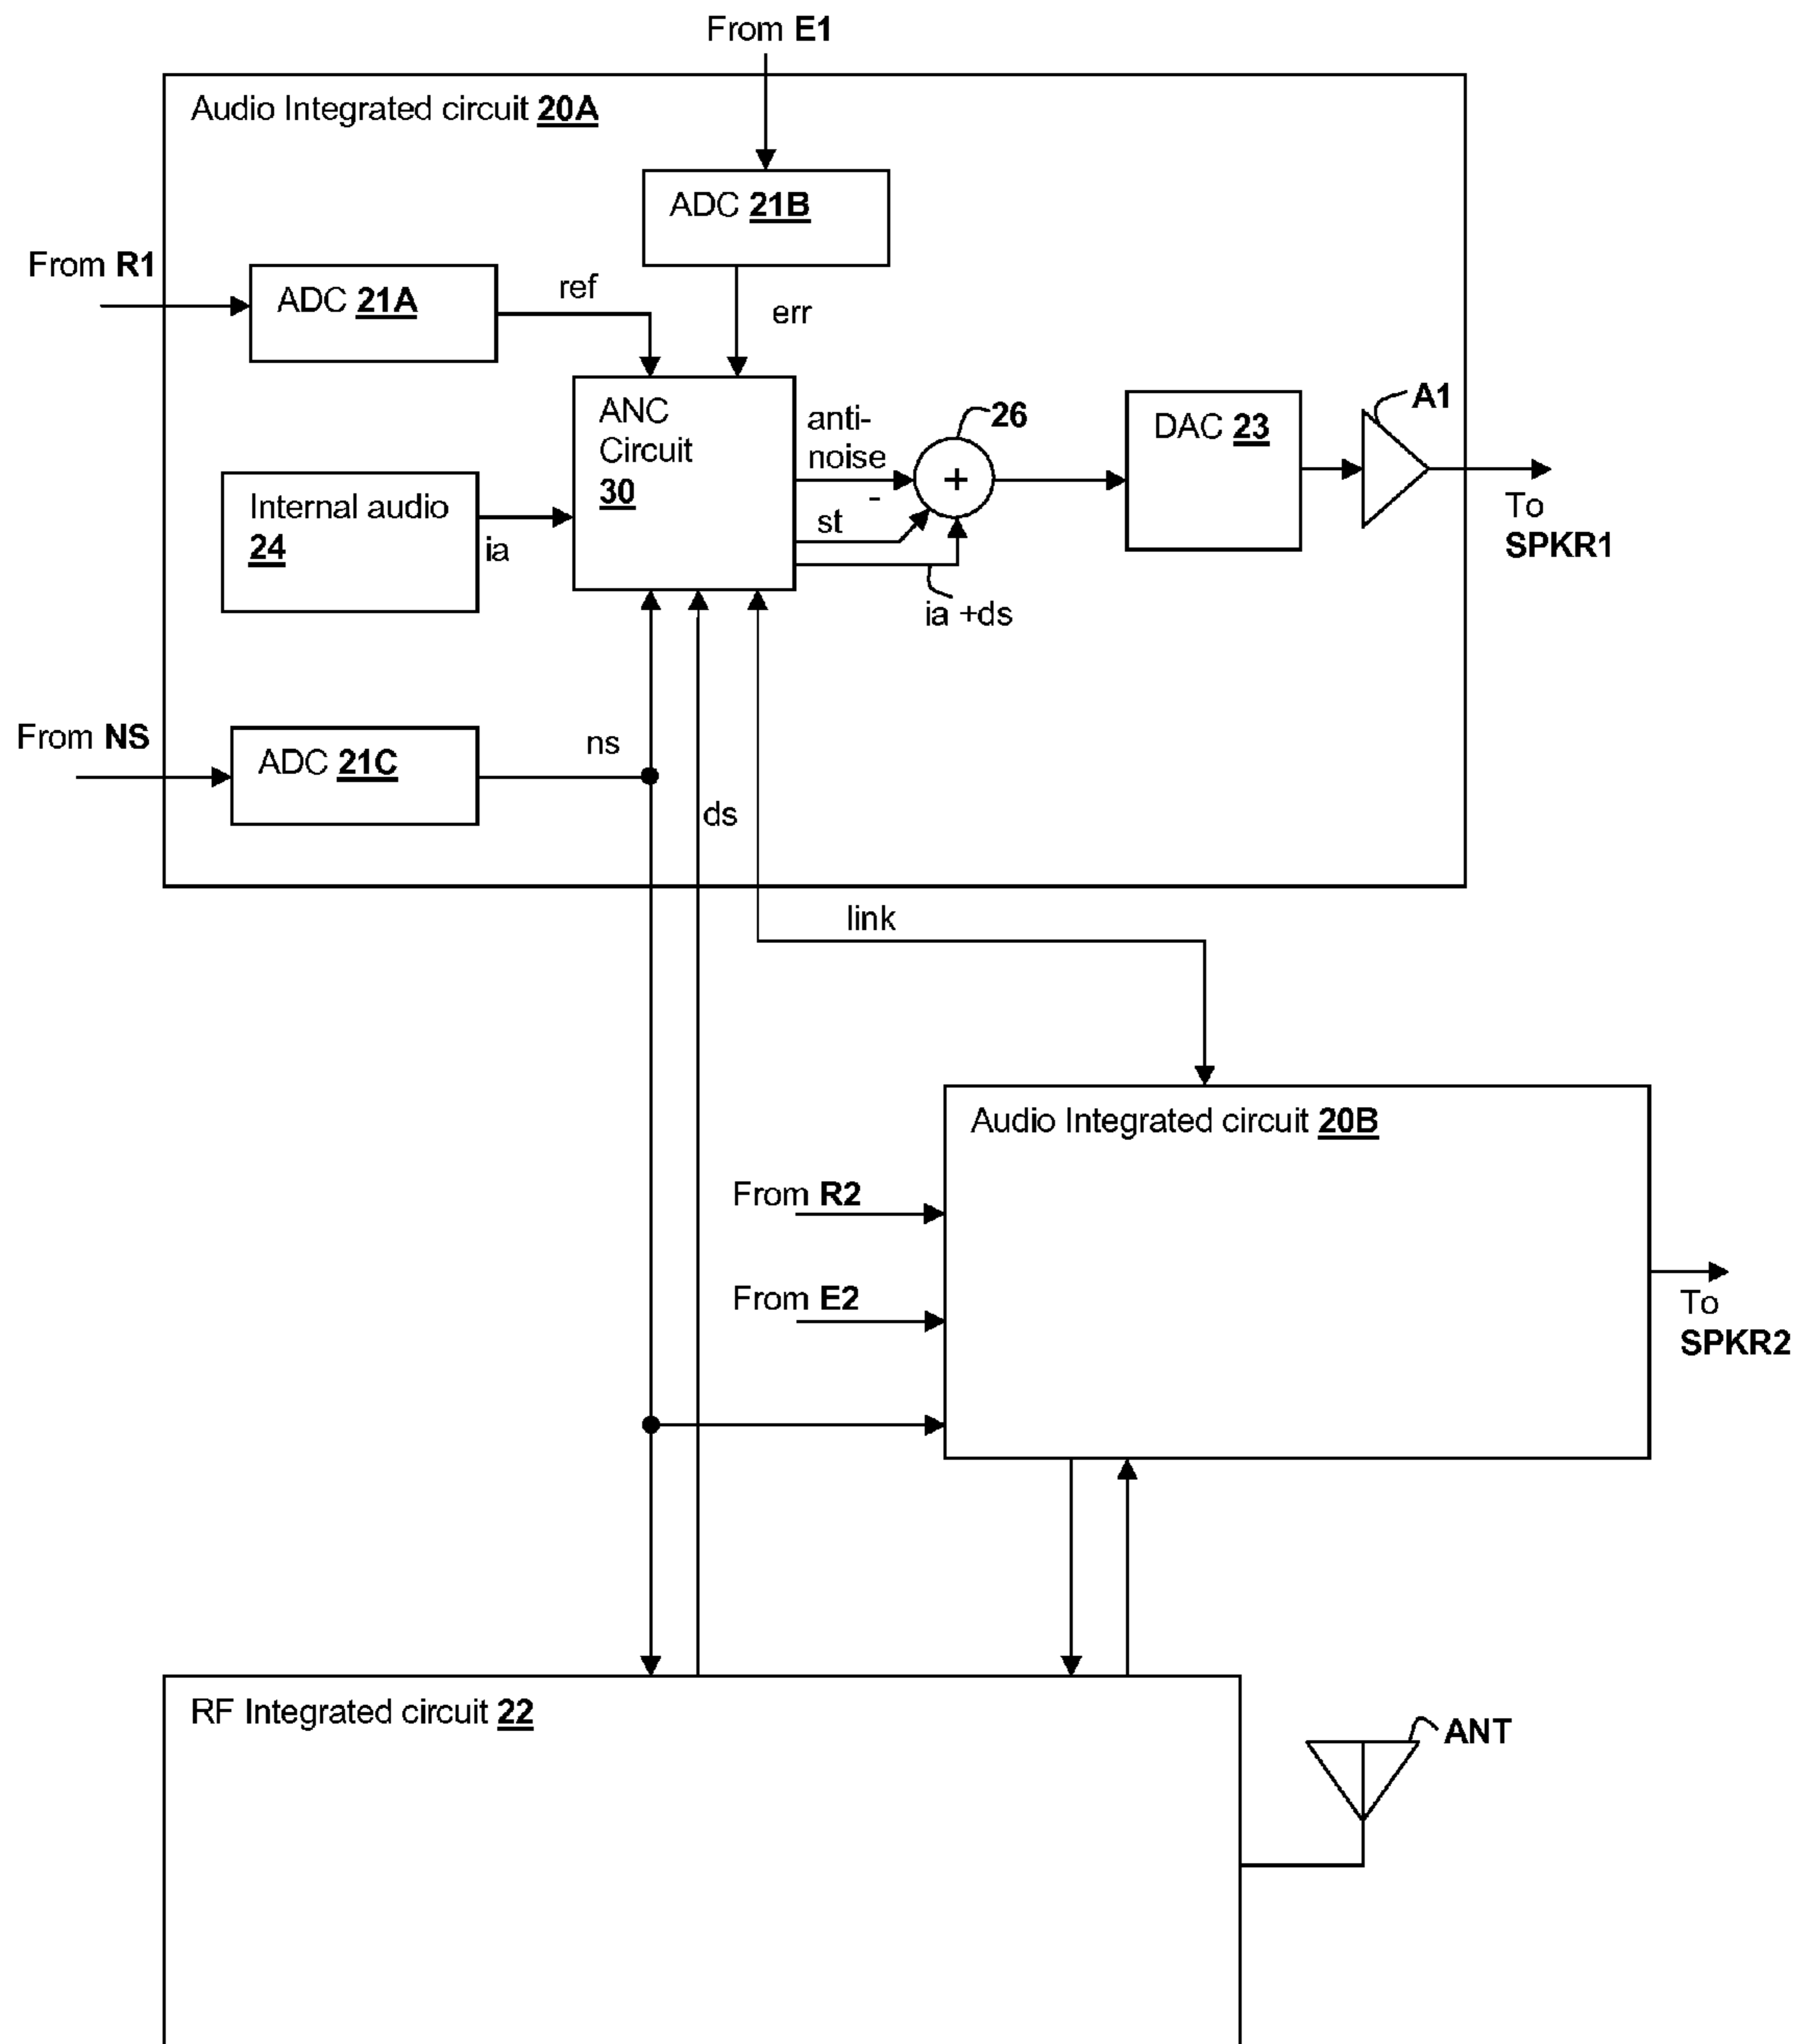 From E1
Audio Integrated circuit 20A
ADC 21B
From R1
ADC 21A
ref
err
ANC
Circuit
30
anti-
noise
-
26
+
DAC 23
A1
To
SPKR1
Internal audio
24
ia
st
ia +ds
From NS
ADC 21C
ns
ds
link
Audio Integrated circuit 20B
From R2
From E2
To
SPKR2
RF Integrated circuit 22
ANT